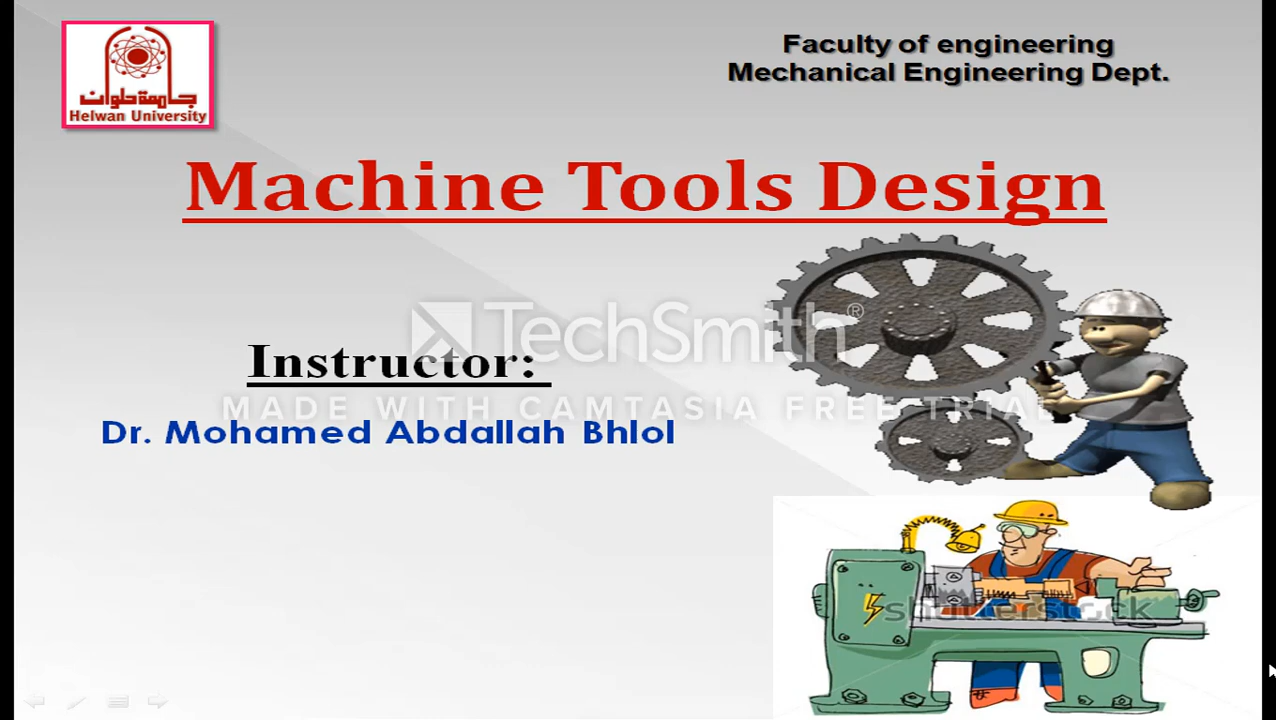 جامعة حلوان
Helwan University
Faculty of engineering
Mechanical Engineering Dept.
Machine Tools Design
TechSmith®
MADE WITH CAMTASIA FREE TRIAL
Instructor:
Dr. Mohamed Abdallah Bhlol
shutterstock